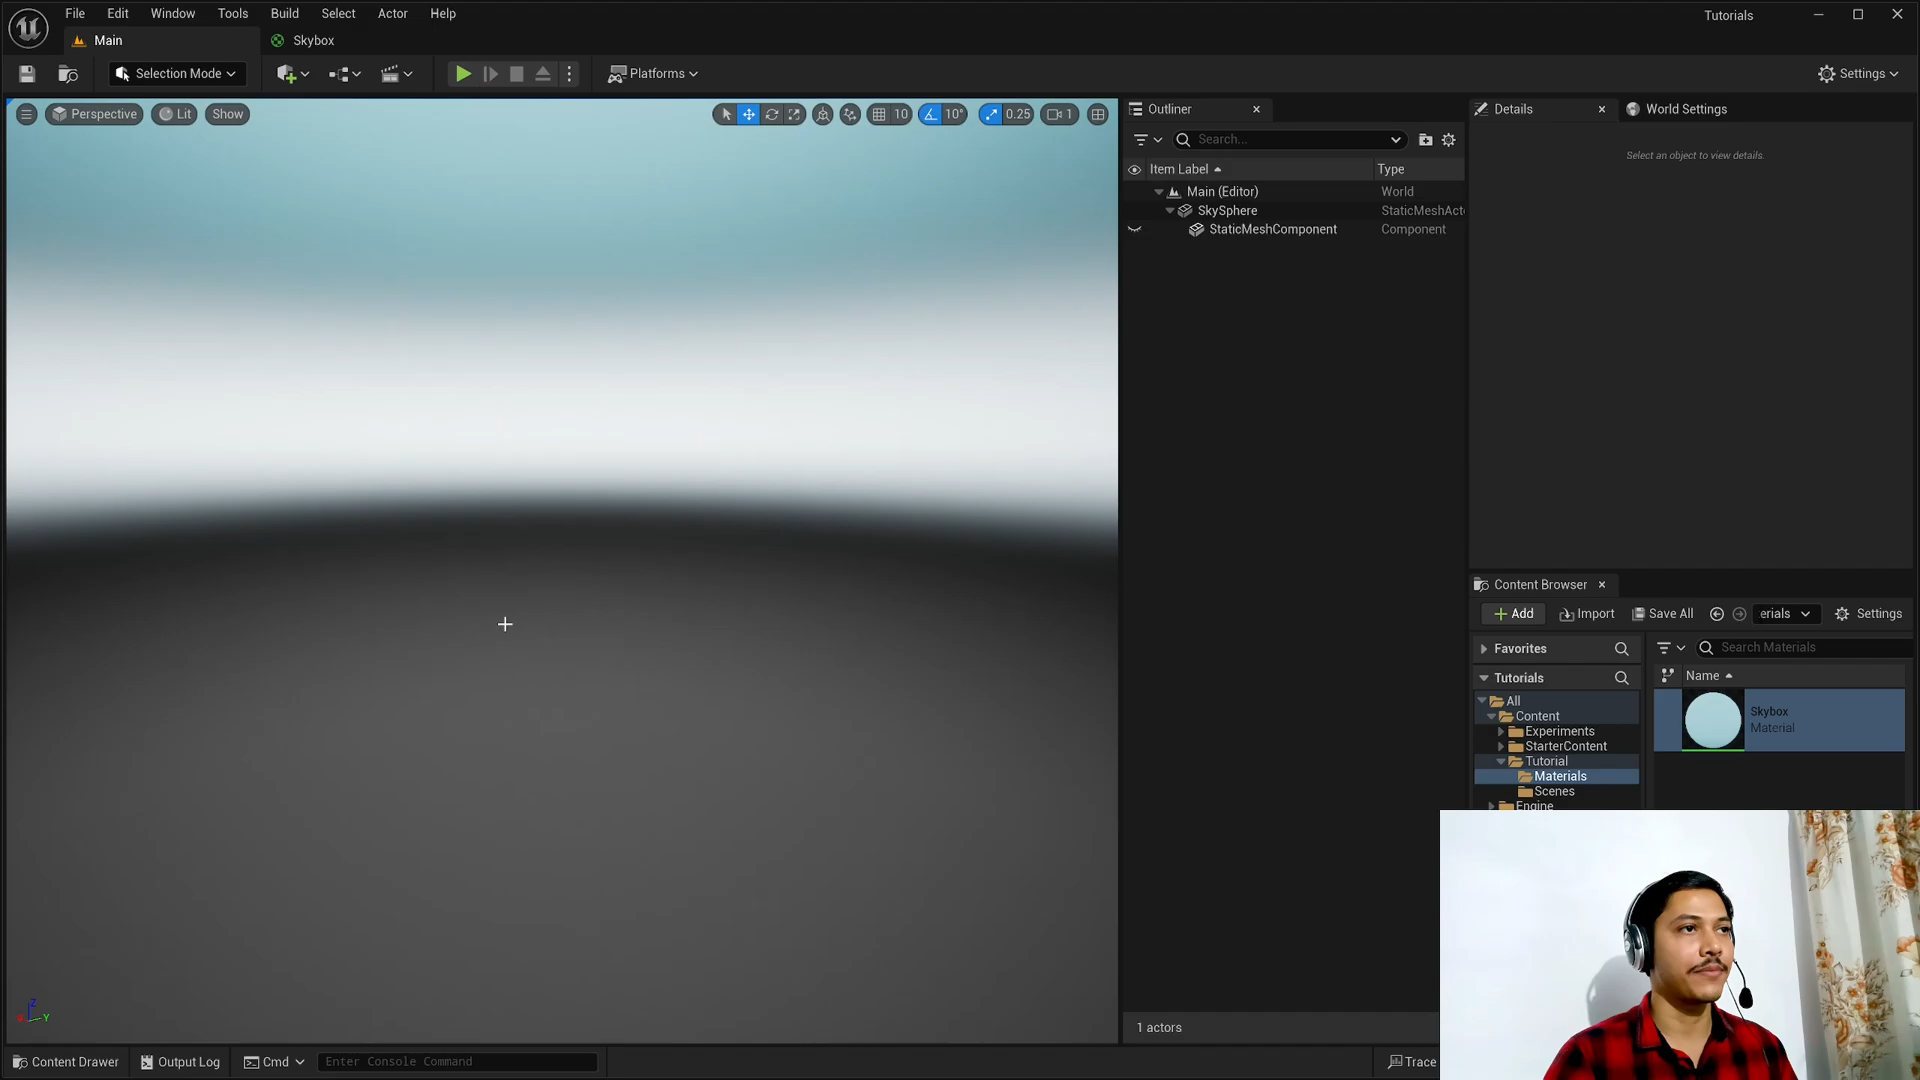 File Edit Window Tools Build Select Actor Help
Tutorials
Main
Skybox
Selection Mode
Platforms
Settings
Perspective
Lit
Show
10
10°
0.25
1
Outliner
Search...
Item Label
Type
Main (Editor)
World
SkySphere
StaticMeshAct
StaticMeshComponent
Component
1 actors
Details
World Settings
Select an object to view details.
Content Browser
Add
Import
Save All
erials
Settings
Favorites
Tutorials
All
Content
Experiments
StarterContent
Tutorial
Materials
Scenes
Engine
Search Materials
Name
Skybox
Material
Content Drawer
Output Log
Cmd
Enter Console Command
Trace
Z
Y